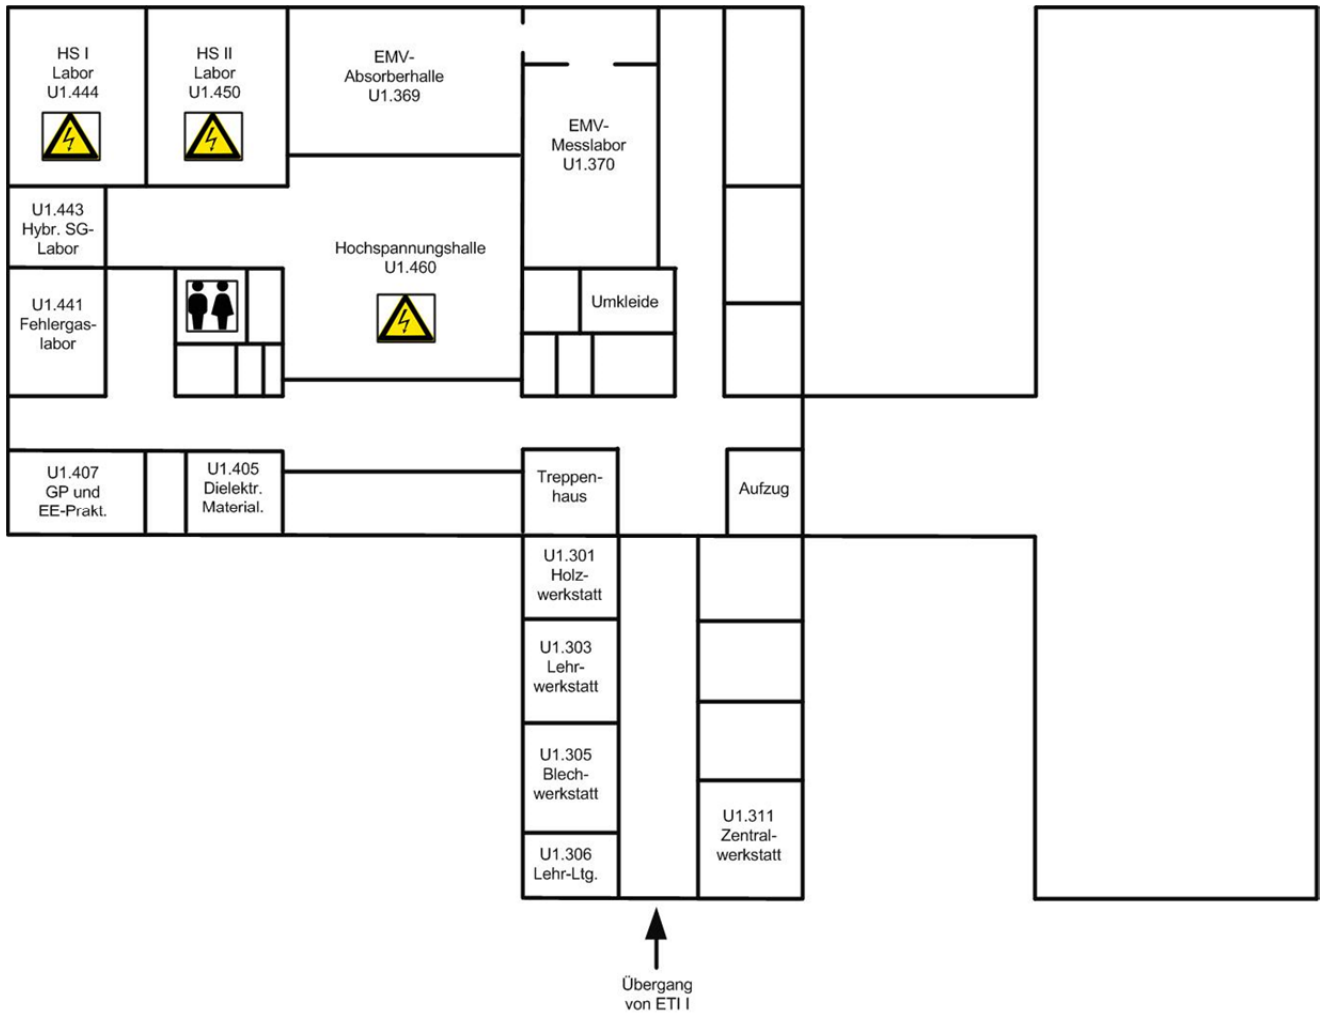 HS I
Labor
U1.444
HS II
Labor
U1.450
EMV-
Absorberhalle
U1.369
EMV-
Messlabor
U1.370
U1.443
Hybr. SG-
Labor
Hochspannungshalle
U1.460
U1.441
Fehlergas-
labor
Umkleide
U1.407
GP und
EE-Prakt.
U1.405
Dielektr.
Material.
Treppen-
haus
Aufzug
U1.301
Holz-
werkstatt
U1.303
Lehr-
werkstatt
U1.305
Blech-
werkstatt
U1.306
Lehr-Ltg.
U1.311
Zentral-
werkstatt
Übergang
von ETI I